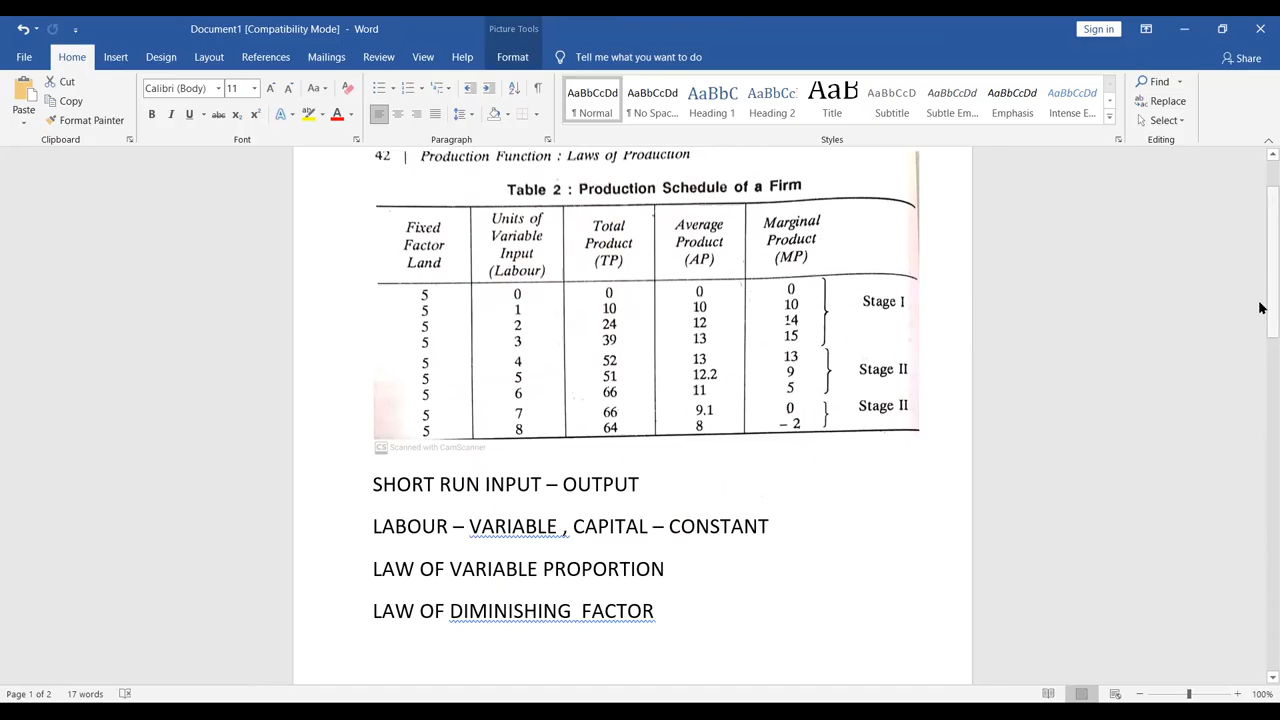 Document1 [Compatibility Mode] - Word
Picture Tools
Sign in
File Home Insert Design Layout References Mailings Review View Help Format Tell me what you want to do
Share
Paste
Cut
Copy
Format Painter
Clipboard
Calibri (Body) 11
Font
Paragraph
AaBbCcDd AaBbCcDd AaBbC AaBbCc AaB AaBbCcD AaBbCcDd AaBbCcDd AaBbCcDd
¶ Normal ¶ No Spac... Heading 1 Heading 2 Title Subtitle Subtle Em... Emphasis Intense E...
Styles
Find
Replace
Select
Editing
42 | Production Function : Laws of Production
Table 2 : Production Schedule of a Firm
Fixed Factor Land
Units of Variable Input (Labour)
Total Product (TP)
Average Product (AP)
Marginal Product (MP)
5 0 0 0 0
5 1 10 10 10 Stage I
5 2 24 12 14
5 3 39 13 15
5 4 52 13 13
5 5 51 12.2 9 Stage II
5 6 66 11 5
5 7 66 9.1 0 Stage II
5 8 64 8 – 2
CS Scanned with CamScanner
SHORT RUN INPUT – OUTPUT
LABOUR – VARIABLE , CAPITAL – CONSTANT
LAW OF VARIABLE PROPORTION
LAW OF DIMINISHING FACTOR
Page 1 of 2 17 words
100%